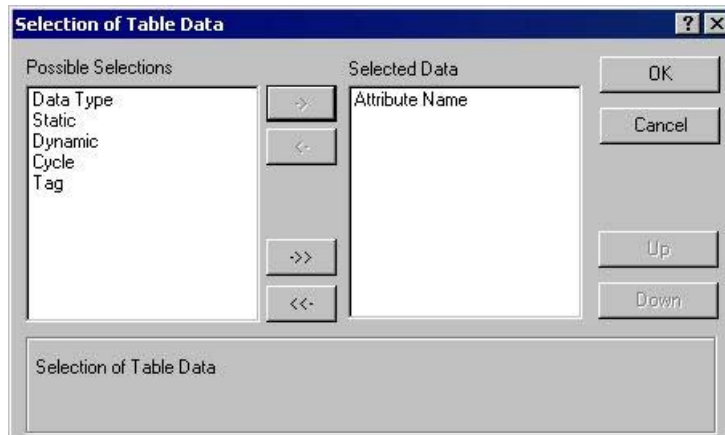 Selection of Table Data
? X
Possible Selections
Data Type
Static
Dynamic
Cycle
Tag
->
<-
->>
<<-
Selected Data
Attribute Name
OK
Cancel
Up
Down
Selection of Table Data